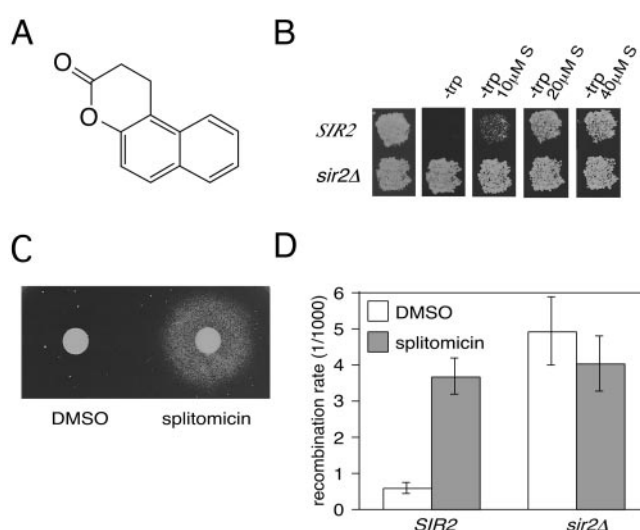 A
O
O
B
-trp
-trp
10μM S
-trp
20μM S
-trp
40μM S
SIR2
sir2Δ
C
DMSO
splitomicin
D
recombination rate (1/1000)
6
5
4
3
2
1
0
DMSO
splitomicin
SIR2
sir2Δ